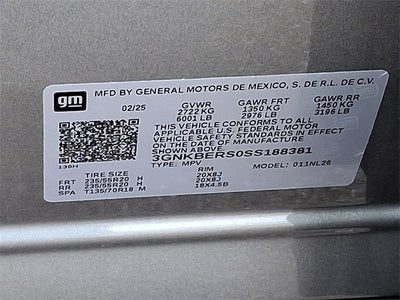 gm
MFD BY GENERAL MOTORS DE MEXICO, S. DE R.L. DE C.V.
02/25 GVWR GAWR FRT GAWR RR
2722 KG 1350 KG 1450 KG
6001 LB 2976 LB 3196 LB
THIS VEHICLE CONFORMS TO ALL
APPLICABLE U.S. FEDERAL MOTOR
VEHICLE SAFETY STANDARDS IN EFFECT
ON THE DATE OF MANUFACTURE SHOWN ABOVE.
3GNKBERS0SS188381
TYPE: MPV MODEL: 011NL26
TIRE SIZE RIM
FRT 235/55R20 H 20X8J
RR 235/55R20 H 20X8J
SPA T135/70R18 M 18X4.5B